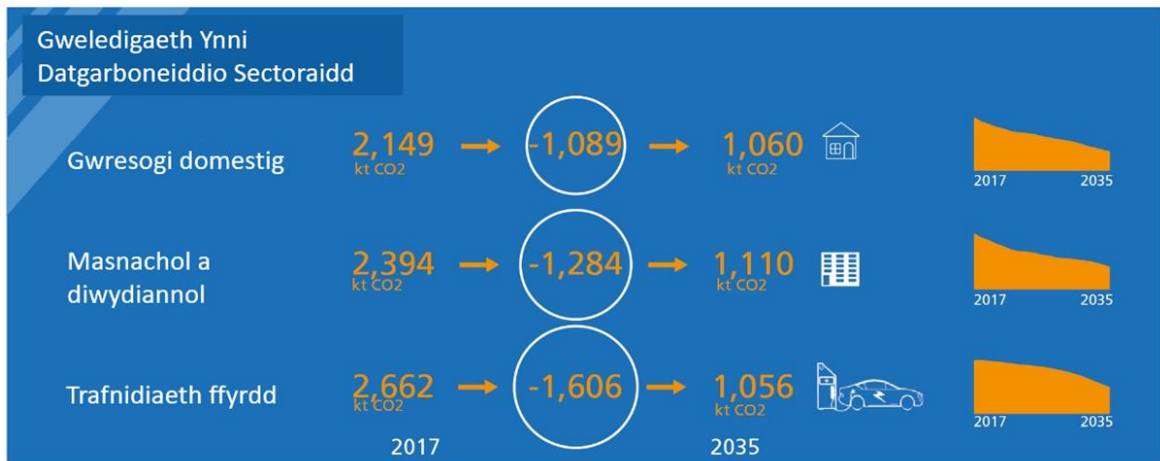 Gweledigaeth Ynni
Datgarboneiddio Sectoraidd
Gwresogi domestig
2,149
kt CO2
-1,089
1,060
kt CO2
2017 2035
Masnachol a
diwydiannol
2,394
kt CO2
-1,284
1,110
kt CO2
2017 2035
Trafnidiaeth ffyrdd
2,662
kt CO2
-1,606
1,056
kt CO2
2017 2035
2017 2035